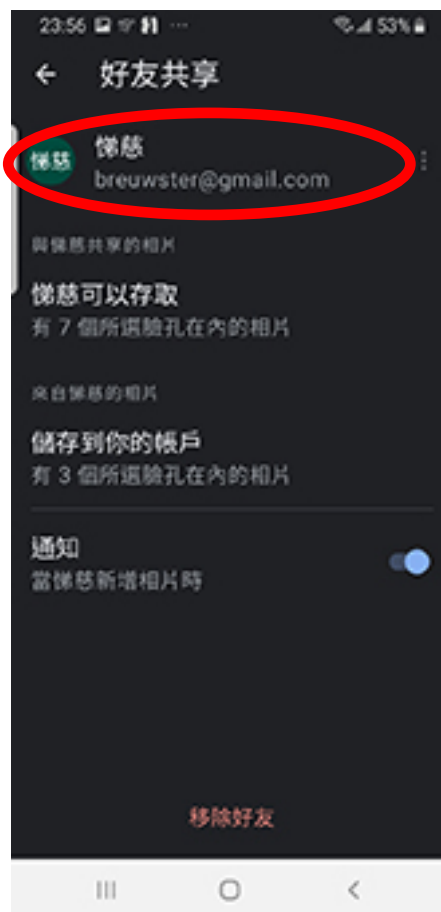 23:56 53%
好友共享
悌慈
悌慈
breuwster@gmail.com
與悌慈共享的相片
悌慈可以存取
有 7 個所選臉孔在內的相片
來自悌慈的相片
儲存到你的帳戶
有 3 個所選臉孔在內的相片
通知
當悌慈新增相片時
移除好友